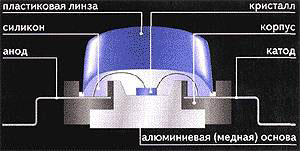 пластиковая линза кристалл
силикон корпус
анод катод
алюминиевая (медная) основа